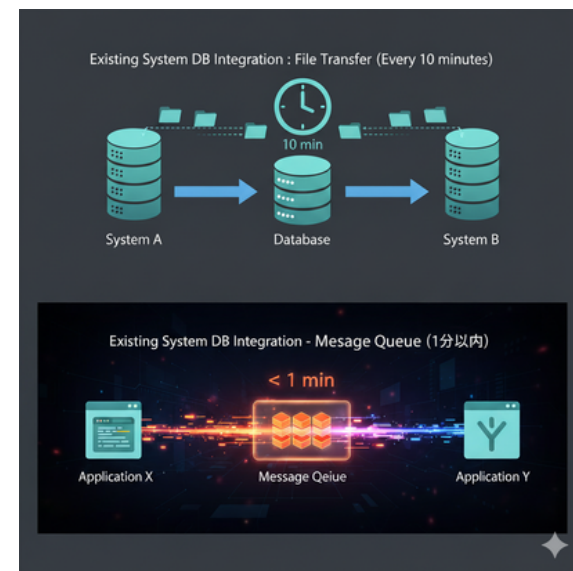 Existing System DB Integration : File Transfer (Every 10 minutes)
10 min
System A
Database
System B
Existing System DB Integration - Mesage Queue (1分以内)
< 1 min
Application X
Message Qeiue
Application Y